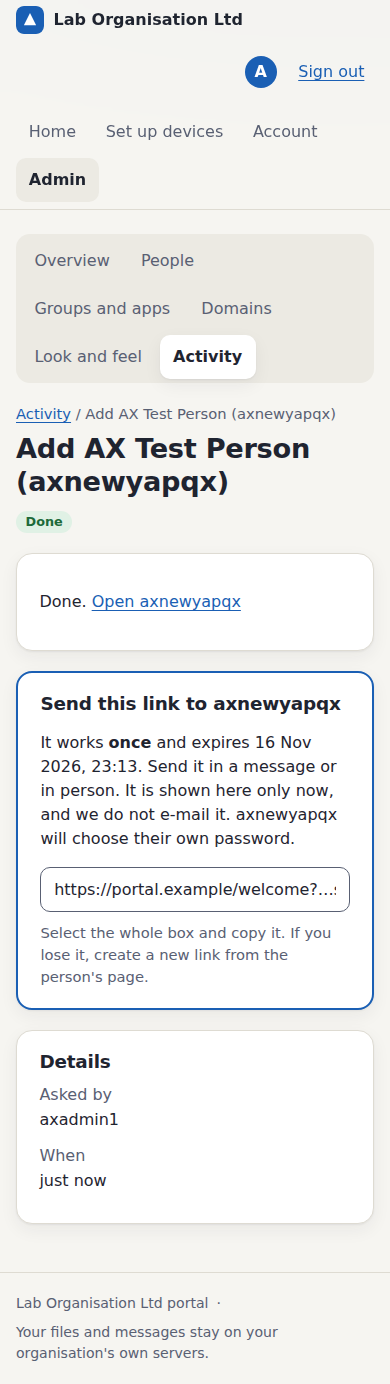 Lab Organisation Ltd
A
Sign out
Home Set up devices Account
Admin
Overview People
Groups and apps Domains
Look and feel Activity
Activity / Add AX Test Person (axnewyapqx)
Add AX Test Person
(axnewyapqx)
Done
Done. Open axnewyapqx
Send this link to axnewyapqx
It works once and expires 16 Nov
2026, 23:13. Send it in a message or
in person. It is shown here only now,
and we do not e-mail it. axnewyapqx
will choose their own password.
https://portal.example/welcome?...
Select the whole box and copy it. If you
lose it, create a new link from the
person's page.
Details
Asked by
axadmin1
When
just now
Lab Organisation Ltd portal ·
Your files and messages stay on your
organisation's own servers.